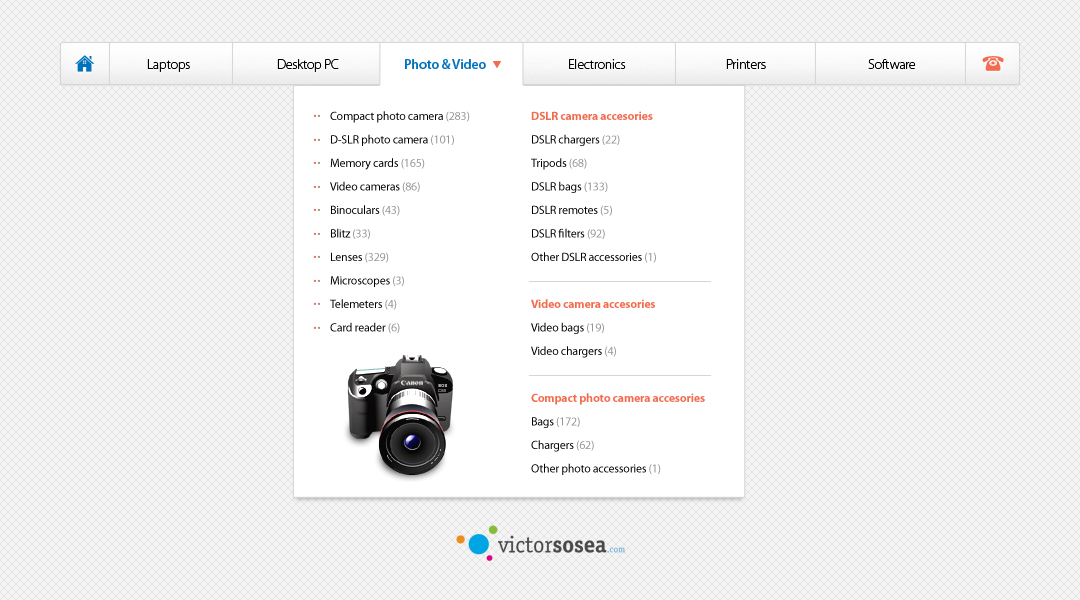 Laptops
Desktop PC
Photo & Video
Electronics
Printers
Software
Compact photo camera (283)
D-SLR photo camera (101)
Memory cards (165)
Video cameras (86)
Binoculars (43)
Blitz (33)
Lenses (329)
Microscopes (3)
Telemeters (4)
Card reader (6)
Canon
EOS
DSLR camera accesories
DSLR chargers (22)
Tripods (68)
DSLR bags (133)
DSLR remotes (5)
DSLR filters (92)
Other DSLR accessories (1)
Video camera accesories
Video bags (19)
Video chargers (4)
Compact photo camera accesories
Bags (172)
Chargers (62)
Other photo accessories (1)
victorsosea.com